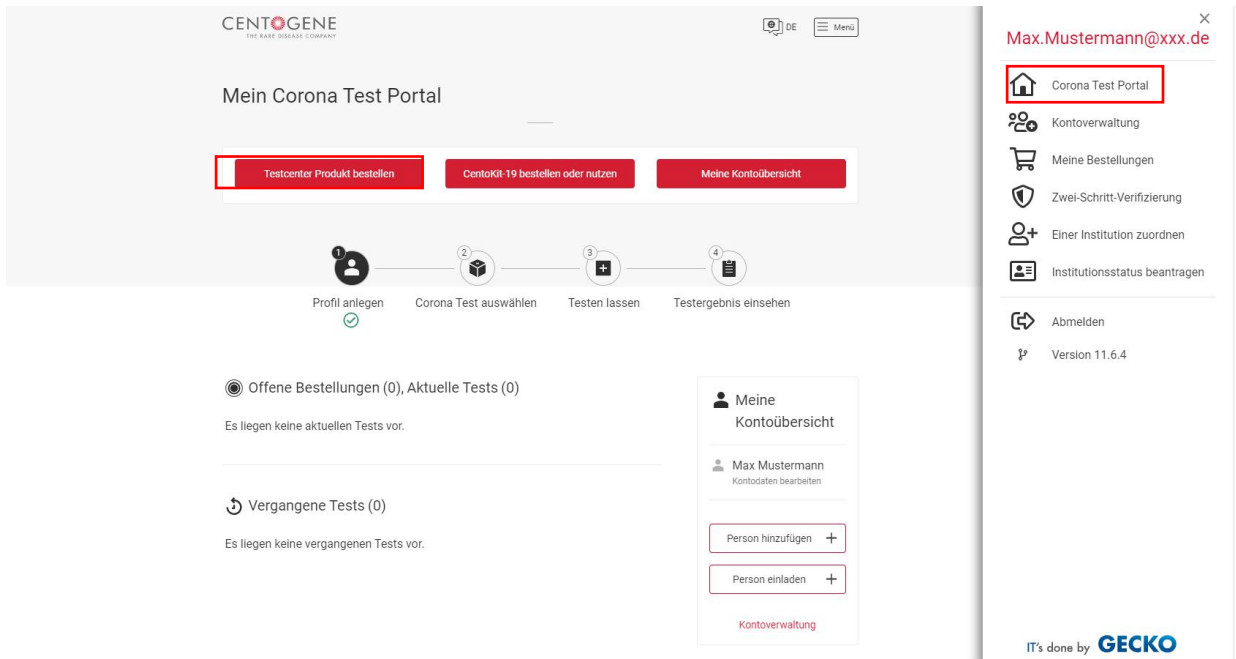 CENTOGENE
THE RARE DISEASE COMPANY
DE
Menü
Mein Corona Test Portal
Testcenter Produkt bestellen
CentoKit-19 bestellen oder nutzen
Meine Kontoübersicht
1
2
3
4
Profil anlegen
Corona Test auswählen
Testen lassen
Testergebnis einsehen
Offene Bestellungen (0), Aktuelle Tests (0)
Es liegen keine aktuellen Tests vor.
Vergangene Tests (0)
Es liegen keine vergangenen Tests vor.
Meine
Kontoübersicht
Max Mustermann
Kontodaten bearbeiten
Person hinzufügen +
Person einladen +
Kontoverwaltung
Max.Mustermann@xxx.de
Corona Test Portal
Kontoverwaltung
Meine Bestellungen
Zwei-Schritt-Verifizierung
Einer Institution zuordnen
Institutionsstatus beantragen
Abmelden
Version 11.6.4
IT's done by GECKO